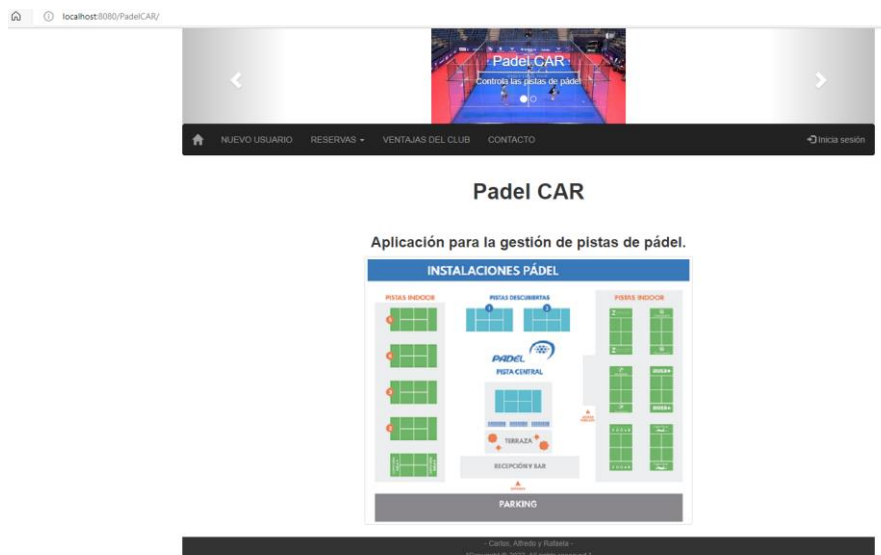 localhost:8080/PadelCAR/
Padel CAR
Controla las pistas de pádel
NUEVO USUARIO RESERVAS VENTAJAS DEL CLUB CONTACTO Inicia sesión
Padel CAR
Aplicación para la gestión de pistas de pádel.
INSTALACIONES PÁDEL
PISTAS INDOOR PISTAS DESCUBIERTAS PISTAS INDOOR
PADEL
PISTA CENTRAL
TERRAZA
RECEPCIÓN Y BAR
PARKING
- Carlos, Alfredo y Rafaela -